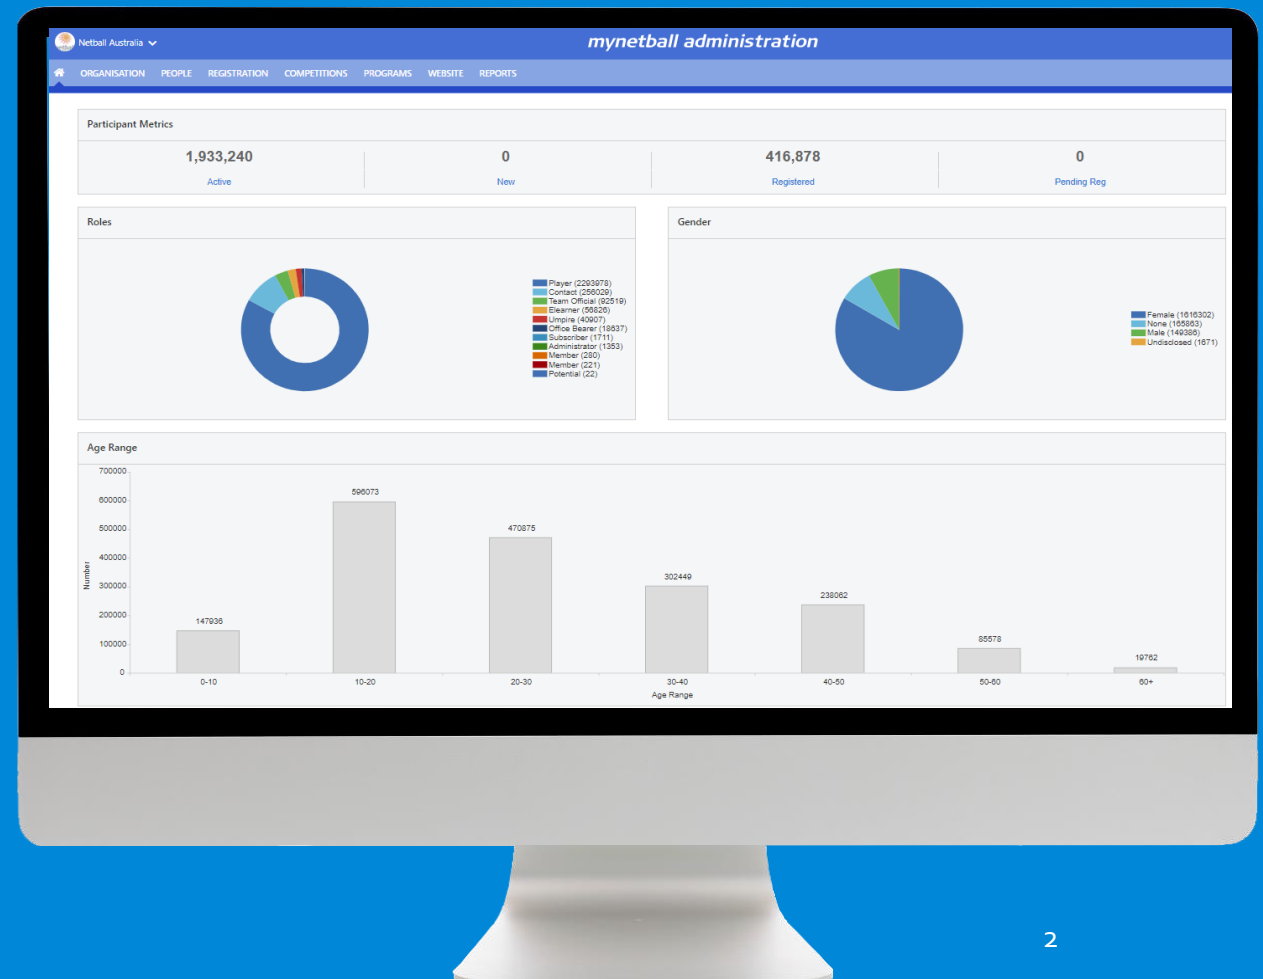 Netball Australia
mynetball administration
ORGANISATION PEOPLE REGISTRATION COMPETITIONS PROGRAMS WEBSITE REPORTS
Participant Metrics
1,933,240 0 416,878 0
Active New Registered Pending Reg
Roles
Player (2293978)
Contact (256029)
Team Official (92519)
Elearner (56826)
Umpire (40907)
Office Bearer (18637)
Subscriber (1711)
Administrator (1353)
Member (280)
Member (221)
Potential (22)
Gender
Female (1616302)
None (165863)
Male (149386)
Undisclosed (1671)
Age Range
700000
600000
500000
400000
300000
200000
100000
0
Number
147936
596073
470875
302449
238062
85578
19762
0-10 10-20 20-30 30-40 40-50 50-60 60+
Age Range
2